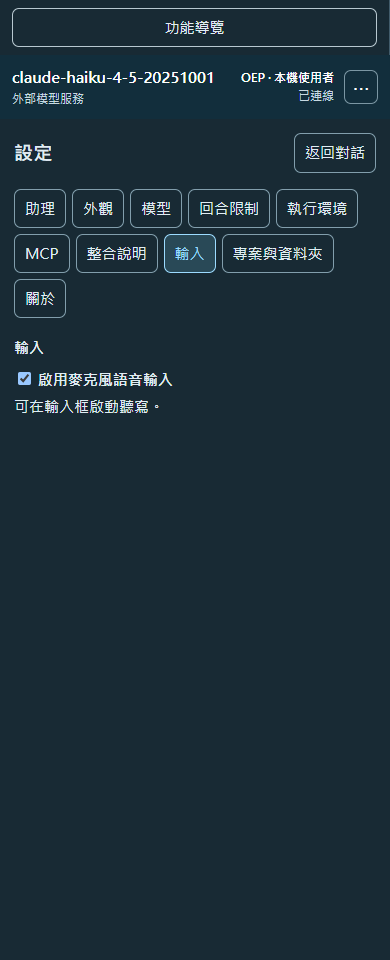 功能導覽
claude-haiku-4-5-20251001
OEP · 本機使用者
外部模型服務
已連線
...
設定
返回對話
助理
外觀
模型
回合限制
執行環境
MCP
整合說明
輸入
專案與資料夾
關於
輸入
啟用麥克風語音輸入
可在輸入框啟動聽寫。